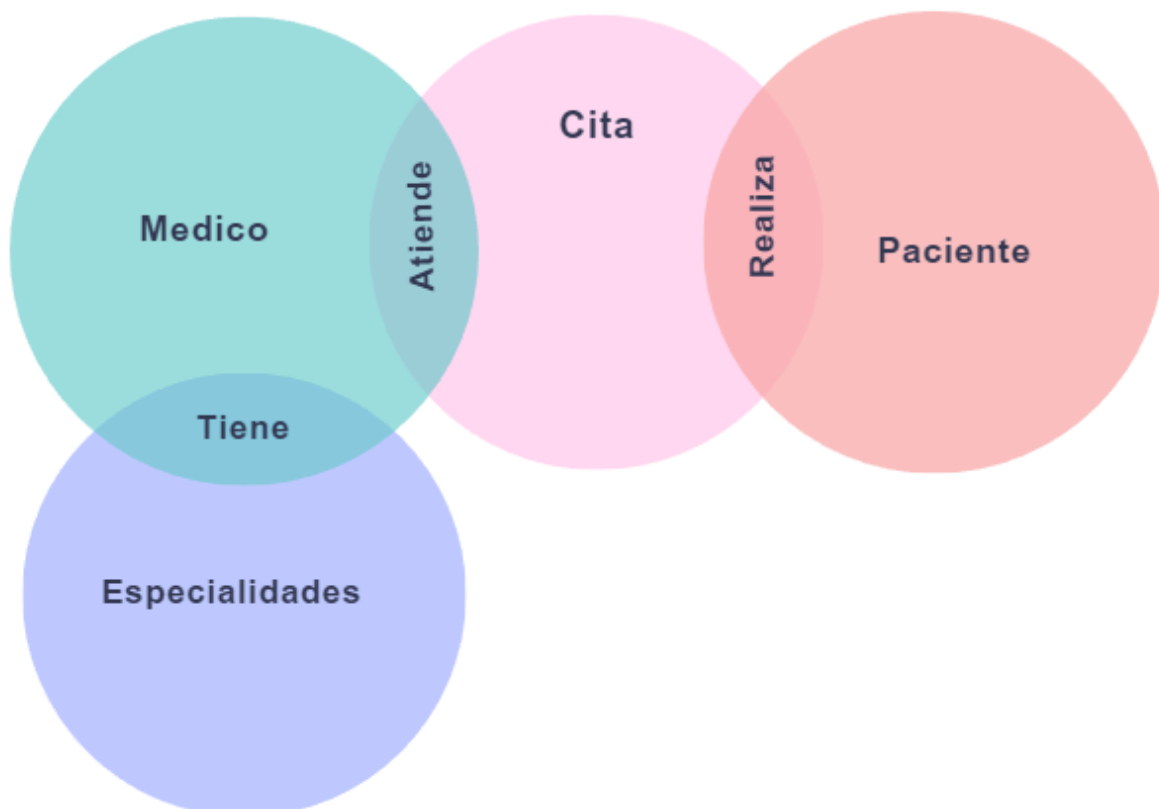 Cita
Medico
Atiende
Realiza
Paciente
Tiene
Especialidades